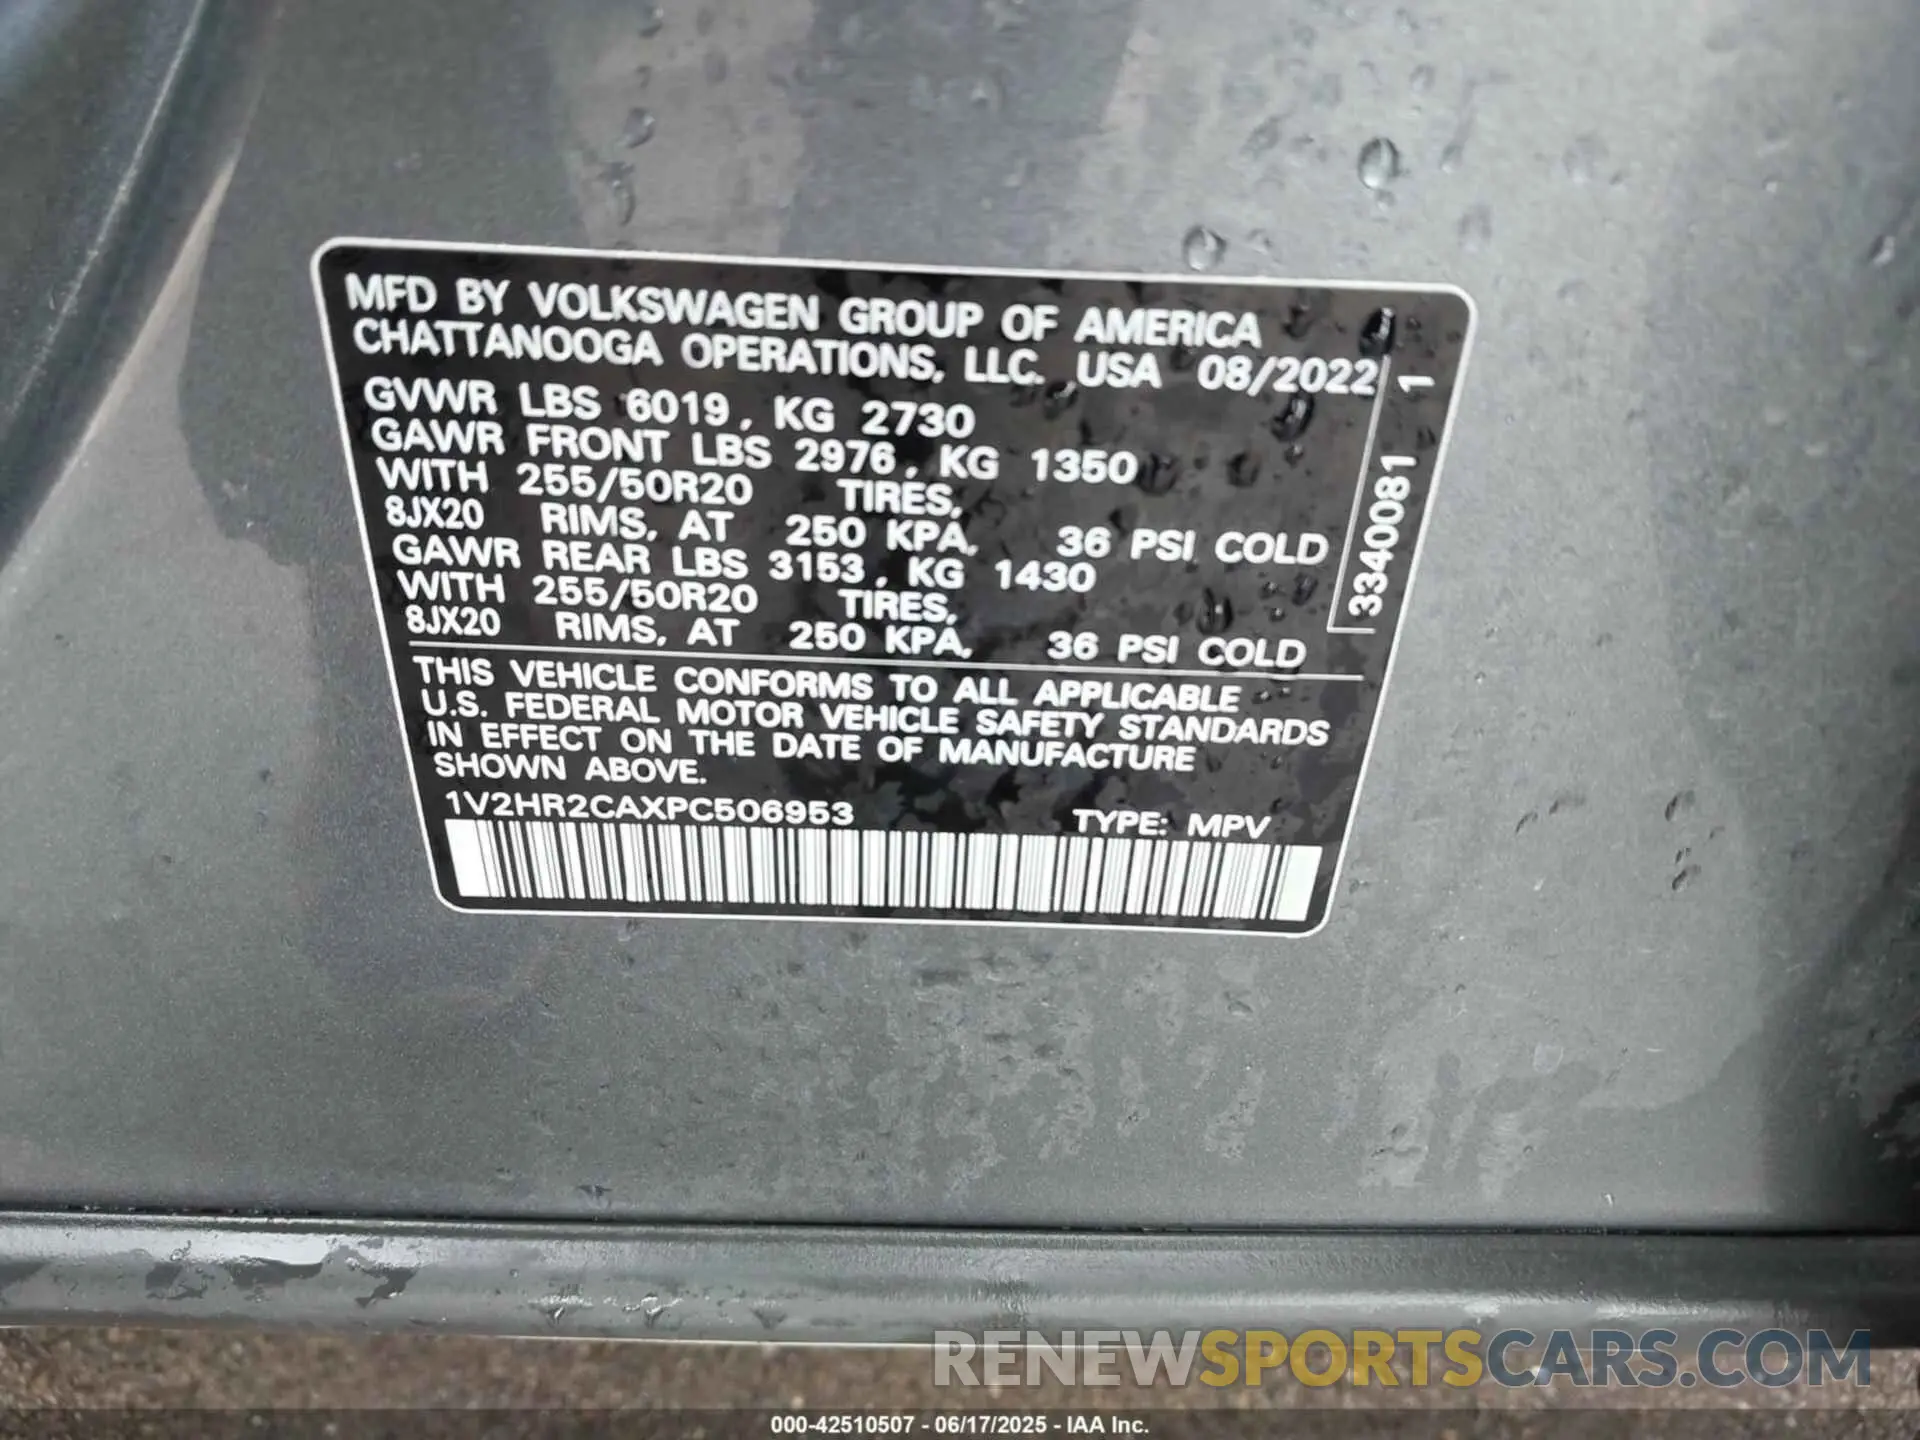 MFD BY VOLKSWAGEN GROUP OF AMERICA
CHATTANOOGA OPERATIONS, LLC. USA 08/2022
GVWR LBS 6019, KG 2730
GAWR FRONT LBS 2976, KG 1350
WITH 255/50R20 TIRES,
8JX20 RIMS, AT 250 KPA, 36 PSI COLD
GAWR REAR LBS 3153, KG 1430
WITH 255/50R20 TIRES,
8JX20 RIMS, AT 250 KPA, 36 PSI COLD
3340081 1
THIS VEHICLE CONFORMS TO ALL APPLICABLE
U.S. FEDERAL MOTOR VEHICLE SAFETY STANDARDS
IN EFFECT ON THE DATE OF MANUFACTURE
SHOWN ABOVE.
1V2HR2CAXPC506953 TYPE: MPV
RENEWSPORTSCARS.COM
000-42510507 - 06/17/2025 - IAA Inc.